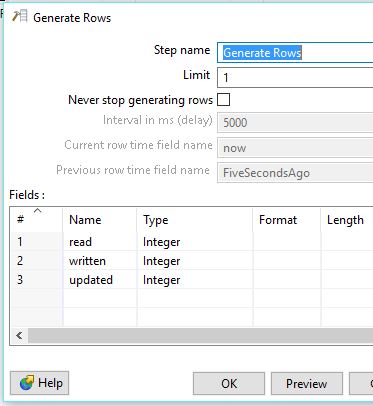 Generate Rows
Step name Generate Rows
Limit 1
Never stop generating rows
Interval in ms (delay) 5000
Current row time field name now
Previous row time field name FiveSecondsAgo
Fields :
# Name Type Format Length
1 read Integer
2 written Integer
3 updated Integer
Help OK Preview